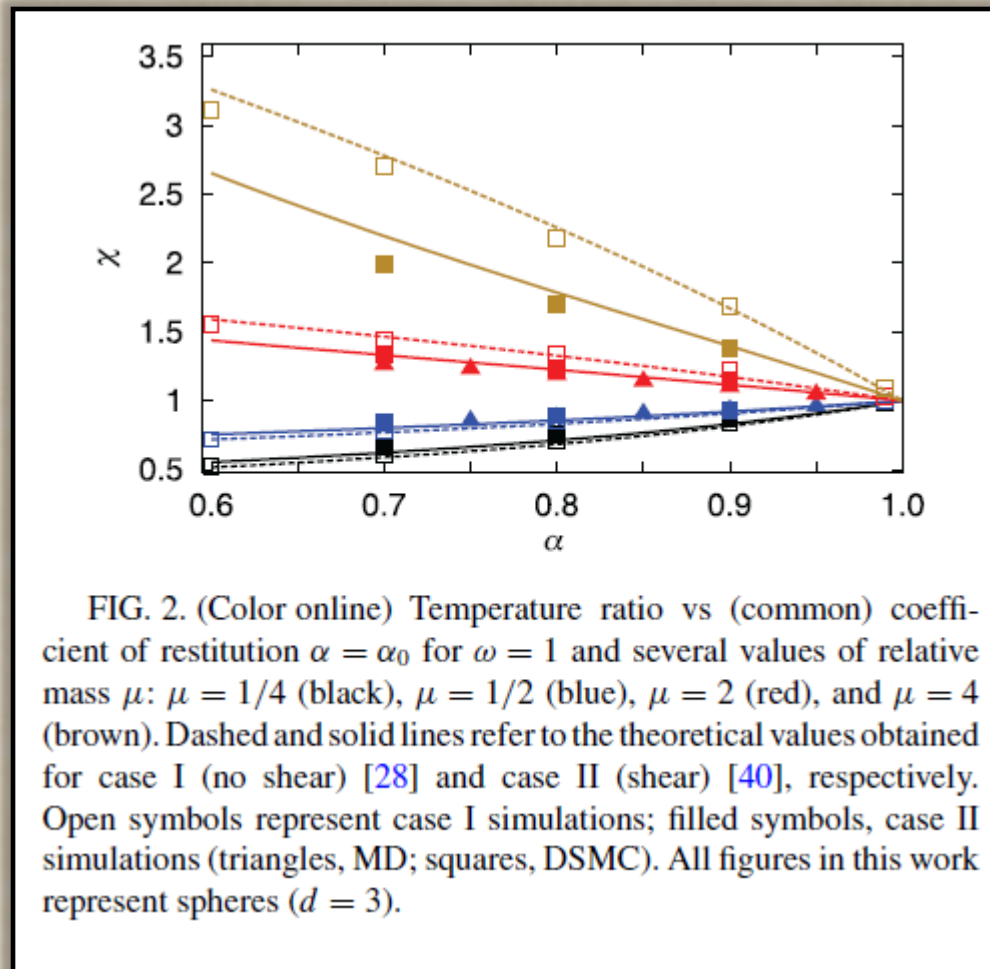 3.5
3
2.5
2
1.5
1
0.5
χ
0.6 0.7 0.8 0.9 1.0
α
FIG. 2. (Color online) Temperature ratio vs (common) coeffi-
cient of restitution α = α₀ for ω = 1 and several values of relative
mass μ: μ = 1/4 (black), μ = 1/2 (blue), μ = 2 (red), and μ = 4
(brown). Dashed and solid lines refer to the theoretical values obtained
for case I (no shear) [28] and case II (shear) [40], respectively.
Open symbols represent case I simulations; filled symbols, case II
simulations (triangles, MD; squares, DSMC). All figures in this work
represent spheres (d = 3).